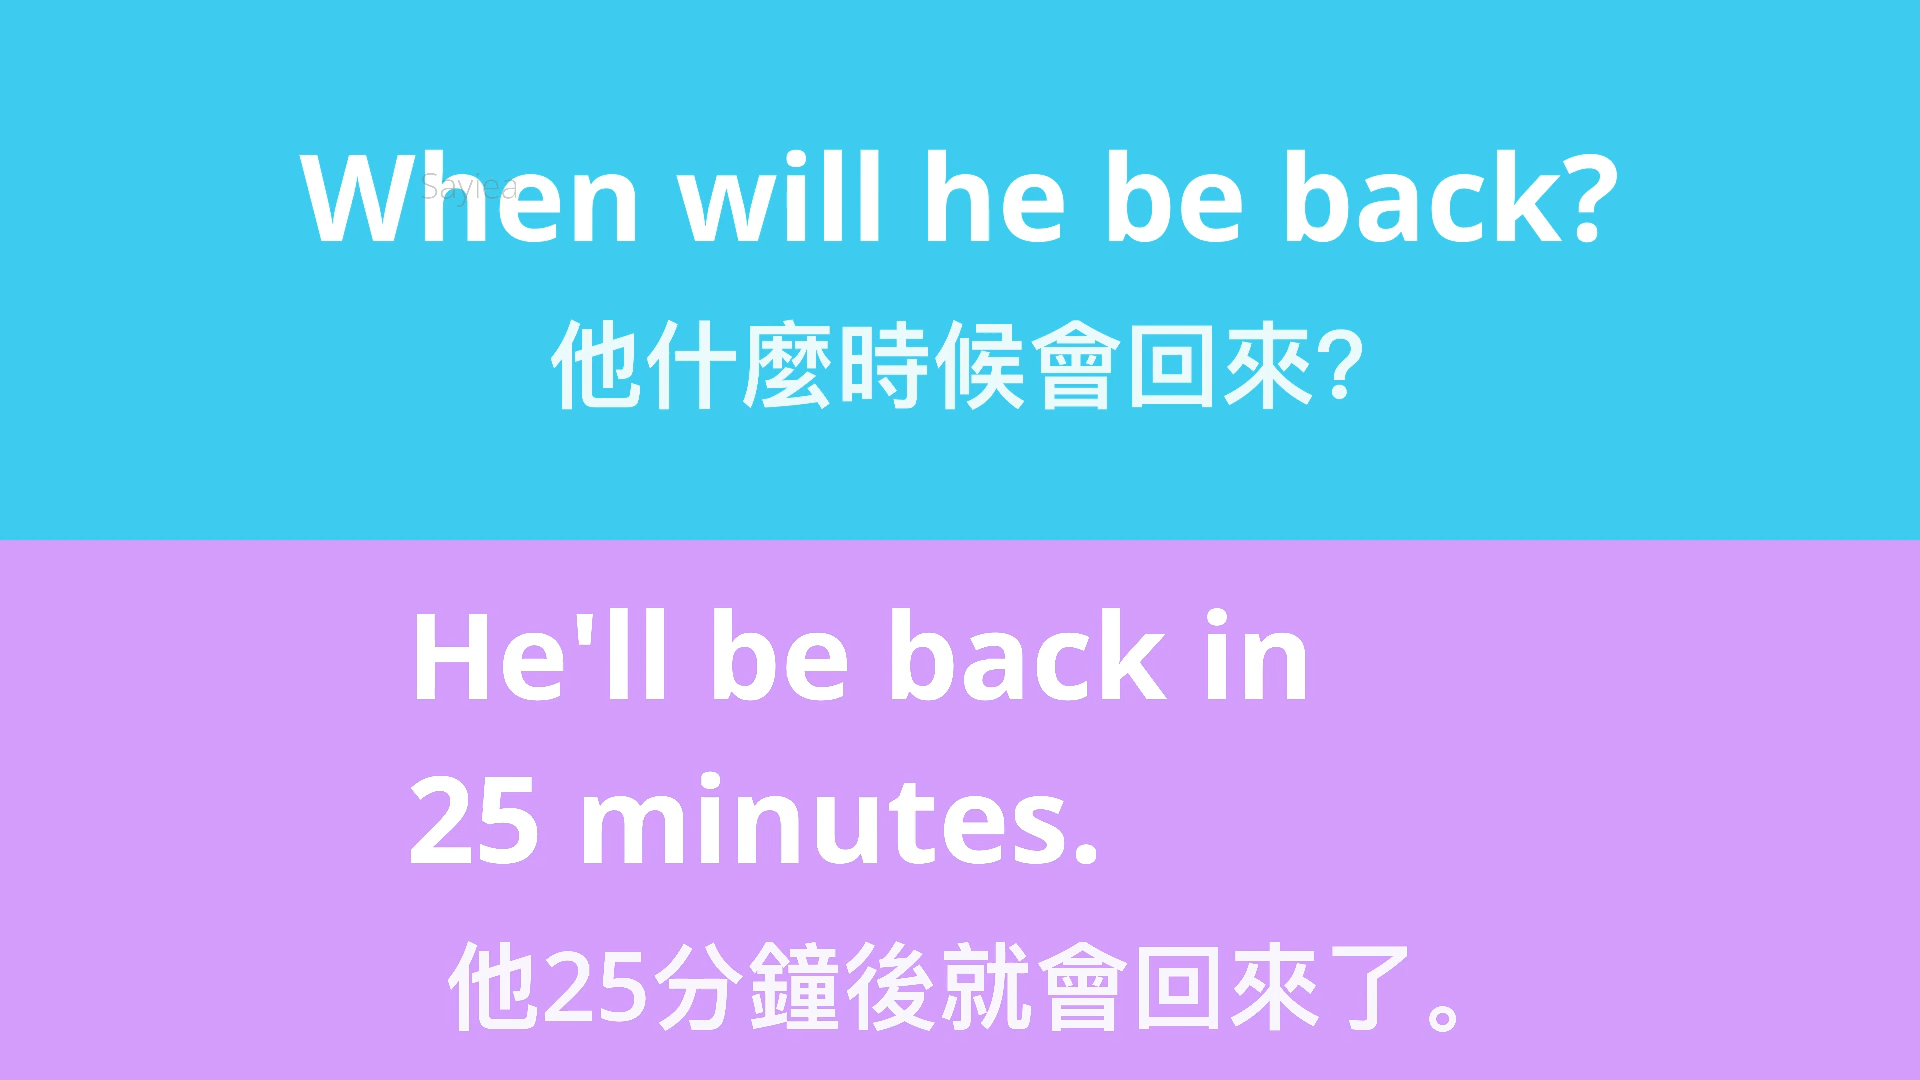 When will he be back?
Saylea
他什麼時候會回來?
He'll be back in
25 minutes.
他25分鐘後就會回來了。